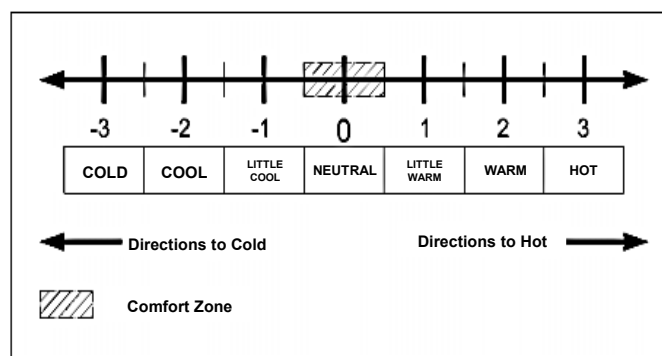 -3 -2 -1 0 1 2 3
COLD COOL LITTLE COOL NEUTRAL LITTLE WARM WARM HOT
Directions to Cold Directions to Hot
Comfort Zone